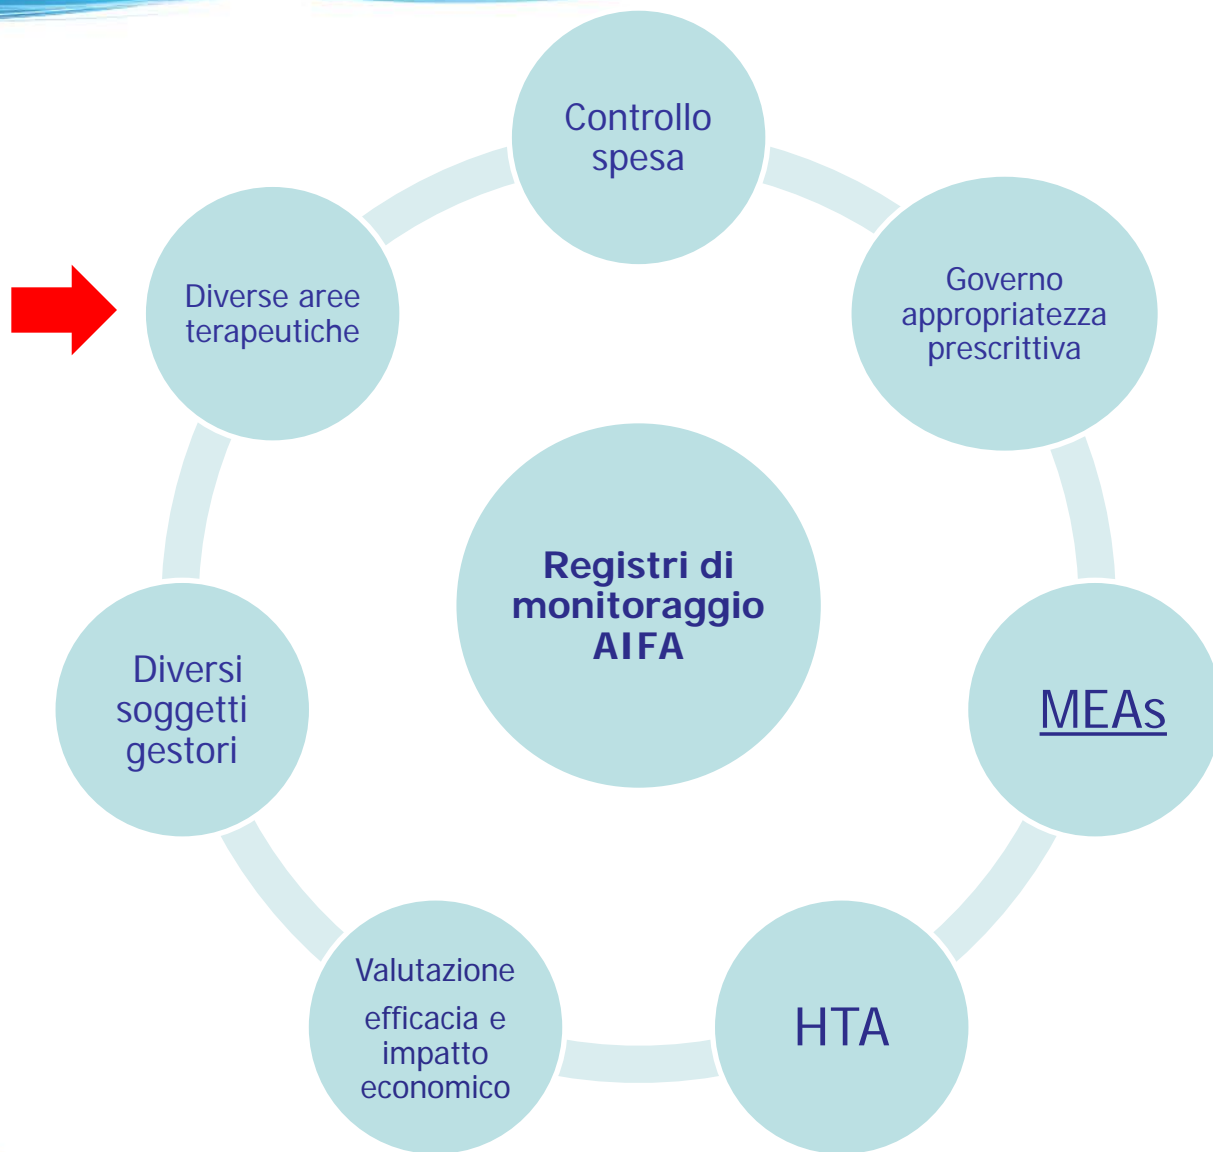 Controllo
spesa
Governo
appropriatezza
prescrittiva
MEAs
HTA
Valutazione
efficacia e
impatto
economico
Diversi
soggetti
gestori
Diverse aree
terapeutiche
Registri di
monitoraggio
AIFA